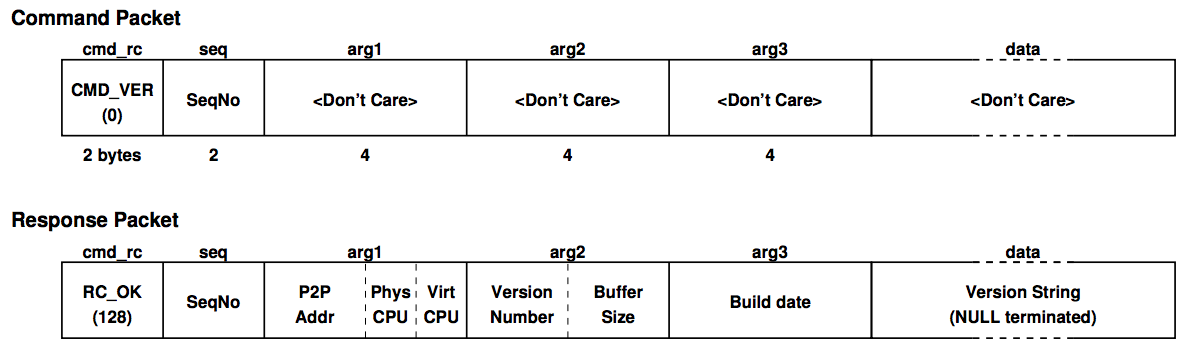 Command Packet
cmd_rc seq arg1 arg2 arg3 data
CMD_VER
(0)
SeqNo
<Don't Care>
<Don't Care>
<Don't Care>
<Don't Care>
2 bytes 2 4 4 4
Response Packet
cmd_rc seq arg1 arg2 arg3 data
RC_OK
(128)
SeqNo
P2P
Addr
Phys
CPU
Virt
CPU
Version
Number
Buffer
Size
Build date
Version String
(NULL terminated)